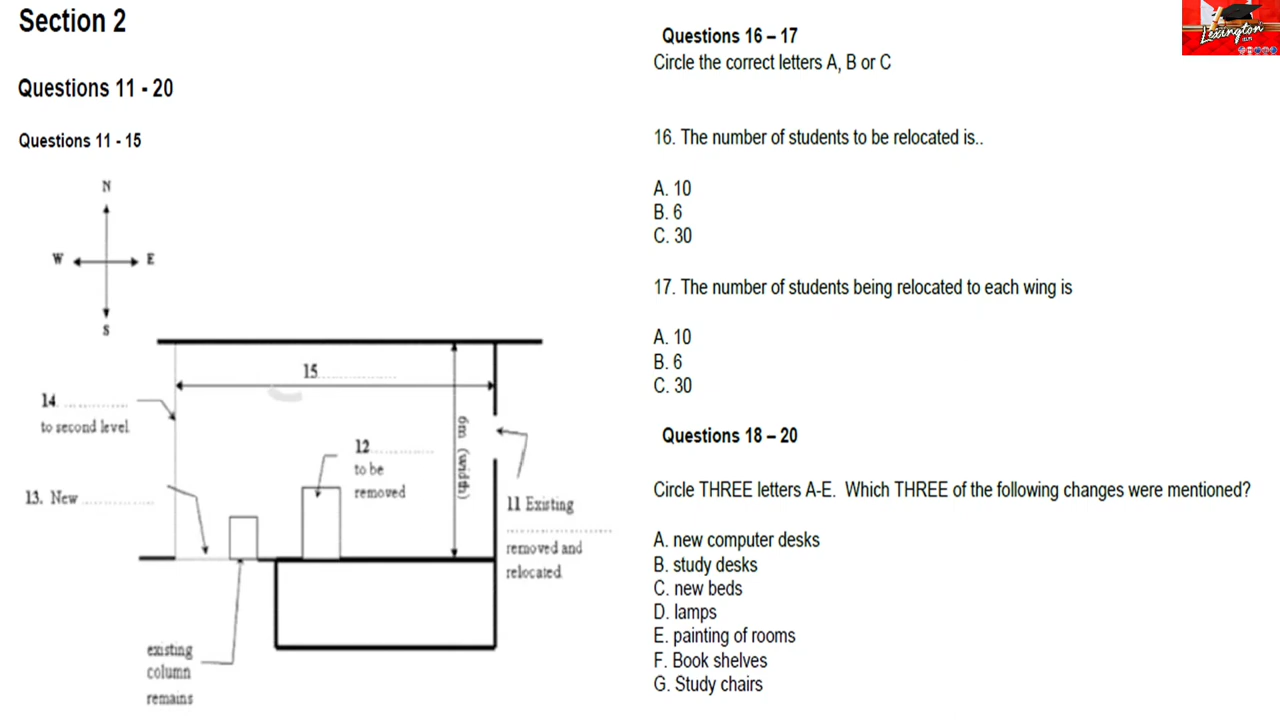 Section 2
Questions 11 - 20
Questions 11 - 15
N
W
E
S
15
14.
to second level
12
to be
removed
6m (width)
13. New
11 Existing
removed and
relocated
existing
column
remains
Questions 16 – 17
Circle the correct letters A, B or C
16. The number of students to be relocated is..
A. 10
B. 6
C. 30
17. The number of students being relocated to each wing is
A. 10
B. 6
C. 30
Questions 18 – 20
Circle THREE letters A-E. Which THREE of the following changes were mentioned?
A. new computer desks
B. study desks
C. new beds
D. lamps
E. painting of rooms
F. Book shelves
G. Study chairs
Lexington